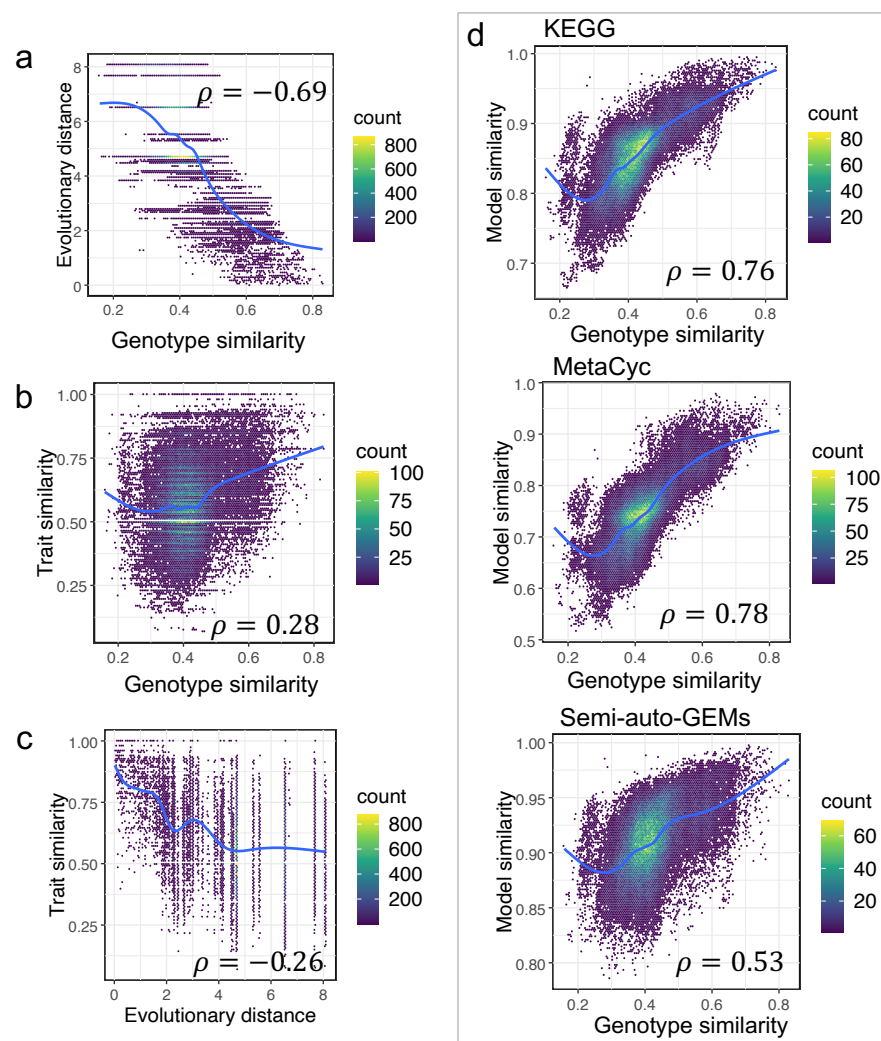 a
Evolutionary distance
8
6
4
2
0
ρ = −0.69
0.2 0.4 0.6 0.8
Genotype similarity
count
800
600
400
200
b
Trait similarity
1.00
0.75
0.50
0.25
ρ = 0.28
0.2 0.4 0.6 0.8
Genotype similarity
count
100
75
50
25
c
Trait similarity
1.00
0.75
0.50
0.25
ρ = −0.26
0 2 4 6 8
Evolutionary distance
count
800
600
400
200
d
KEGG
Model similarity
1.0
0.9
0.8
0.7
ρ = 0.76
0.2 0.4 0.6 0.8
Genotype similarity
count
80
60
40
20
MetaCyc
Model similarity
1.0
0.9
0.8
0.7
0.6
0.5
ρ = 0.78
0.2 0.4 0.6 0.8
Genotype similarity
count
100
75
50
25
Semi-auto-GEMs
Model similarity
0.95
0.90
0.85
0.80
ρ = 0.53
0.2 0.4 0.6 0.8
Genotype similarity
count
60
40
20